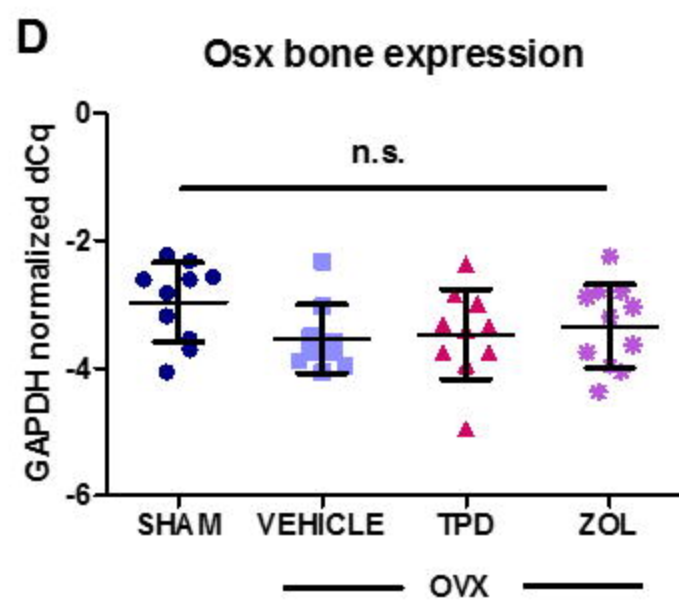 D
Osx bone expression
GAPDH normalized dCq
0
n.s.
-2
-4
-6
SHAM VEHICLE TPD ZOL
OVX